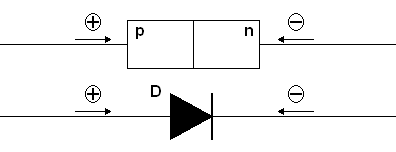 ⊕ p n ⊖
⊕ D ⊖